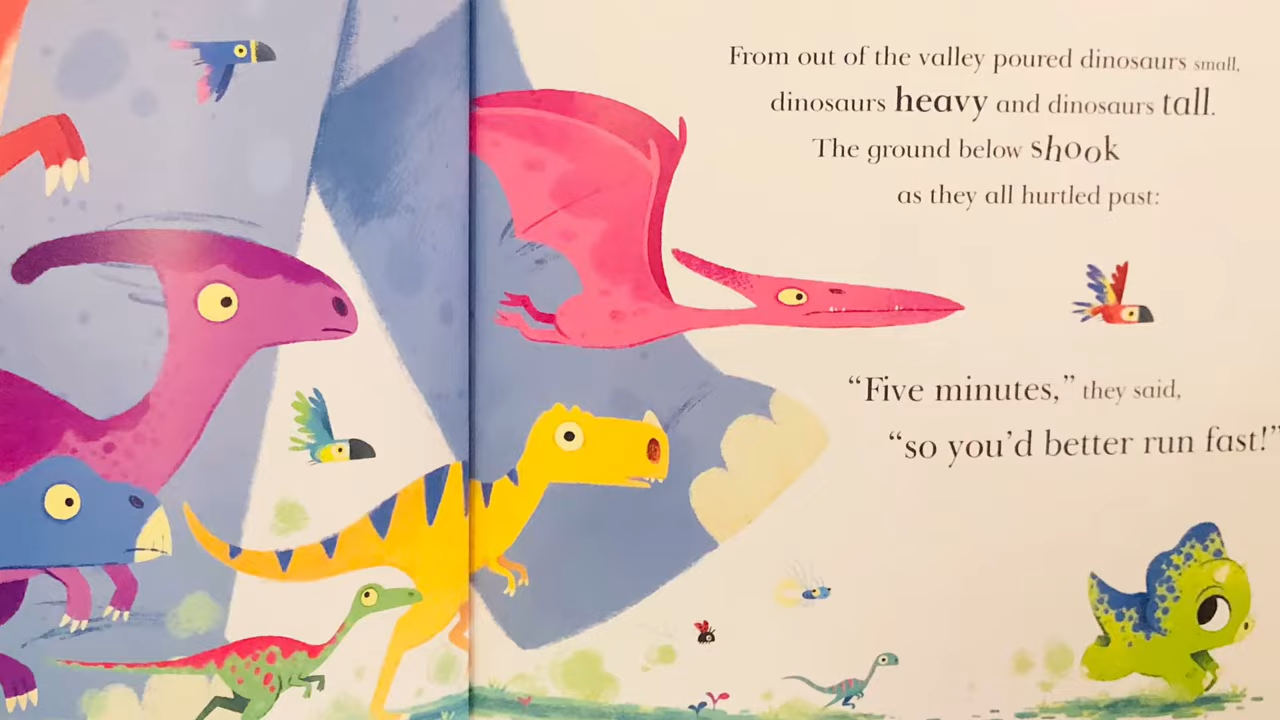 From out of the valley poured dinosaurs small,
dinosaurs heavy and dinosaurs tall.
The ground below shook
as they all hurtled past:
“Five minutes,” they said,
“so you’d better run fast!”